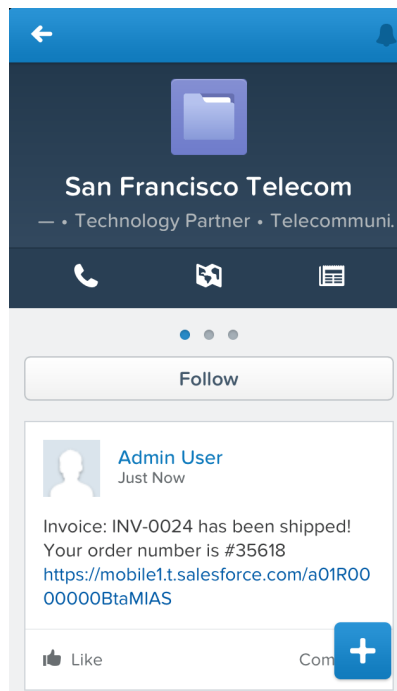 San Francisco Telecom
— • Technology Partner • Telecommuni.
Follow
Admin User
Just Now
Invoice: INV-0024 has been shipped!
Your order number is #35618
https://mobile1.t.salesforce.com/a01R00
00000BtaMIAS
Like
Com